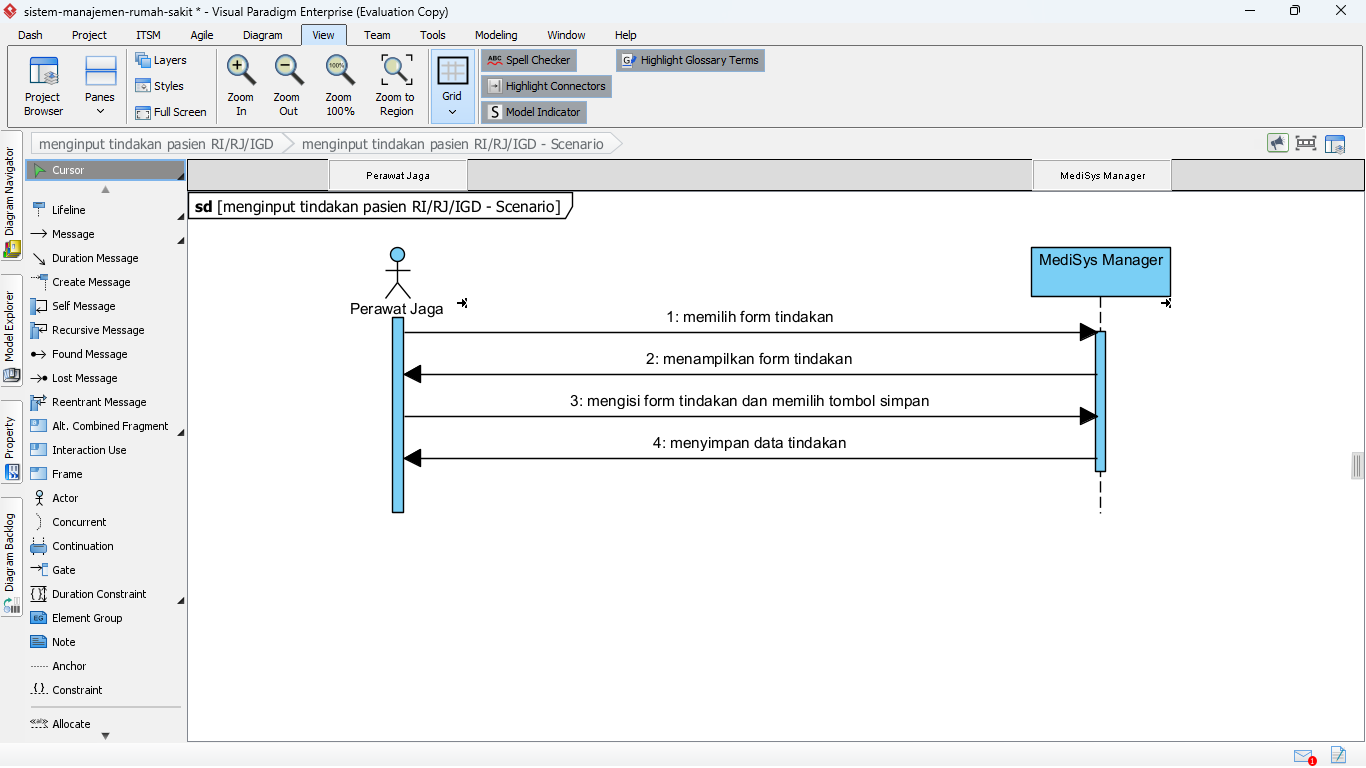 sistem-manajemen-rumah-sakit * - Visual Paradigm Enterprise (Evaluation Copy)
Dash Project ITSM Agile Diagram View Team Tools Modeling Window Help
Project Browser
Panes
Layers
Styles
Full Screen
Zoom In
Zoom Out
100%
Zoom 100%
Zoom to Region
Grid
ABC Spell Checker
Highlight Connectors
S Model Indicator
G Highlight Glossary Terms
menginput tindakan pasien RI/RJ/IGD
menginput tindakan pasien RI/RJ/IGD - Scenario
Diagram Navigator
Model Explorer
Property
Diagram Backlog
Cursor
Lifeline
Message
Duration Message
Create Message
Self Message
Recursive Message
Found Message
Lost Message
Reentrant Message
Alt. Combined Fragment
Interaction Use
Frame
Actor
Concurrent
Continuation
Gate
Duration Constraint
EG Element Group
Note
Anchor
Constraint
Allocate
Perawat Jaga
MediSys Manager
sd [menginput tindakan pasien RI/RJ/IGD - Scenario]
Perawat Jaga
MediSys Manager
1: memilih form tindakan
2: menampilkan form tindakan
3: mengisi form tindakan dan memilih tombol simpan
4: menyimpan data tindakan
1